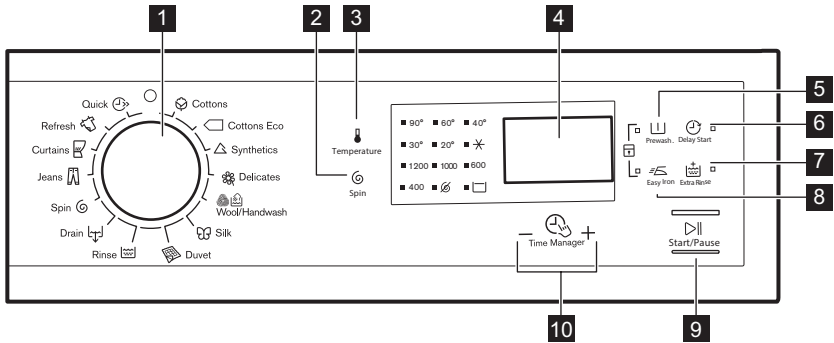 1
2
3
4
5
6
7
8
9
10
Quick
Cottons
Refresh
Cottons Eco
Curtains
Synthetics
Jeans
Delicates
Spin
Wool/Handwash
Drain
Silk
Rinse
Duvet
Temperature
Spin
90° 60° 40°
30° 20°
1200 1000 600
400
Time Manager
− +
Prewash
Delay Start
Easy Iron
Extra Rinse
Start/Pause